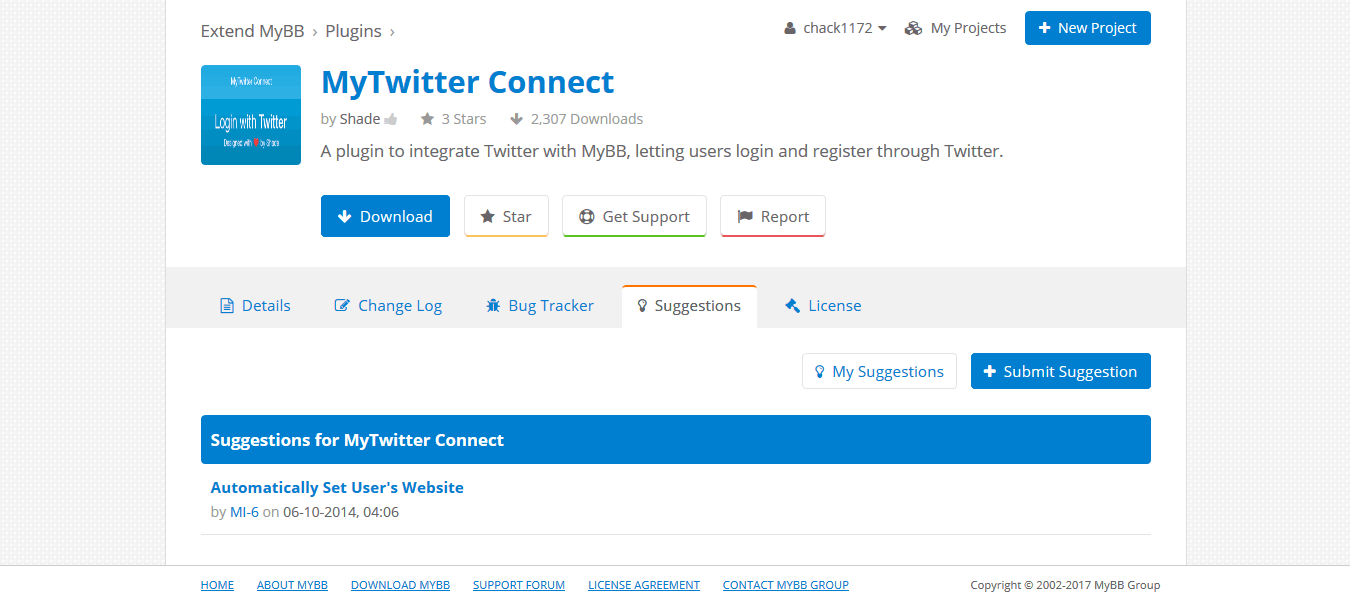 Extend MyBB › Plugins ›
chack1172 My Projects New Project
MyTwitter Connect
Login with Twitter
Designed with by Shade
MyTwitter Connect
by Shade 3 Stars 2,307 Downloads
A plugin to integrate Twitter with MyBB, letting users login and register through Twitter.
Download Star Get Support Report
Details Change Log Bug Tracker Suggestions License
My Suggestions Submit Suggestion
Suggestions for MyTwitter Connect
Automatically Set User's Website
by MI-6 on 06-10-2014, 04:06
HOME ABOUT MYBB DOWNLOAD MYBB SUPPORT FORUM LICENSE AGREEMENT CONTACT MYBB GROUP Copyright © 2002-2017 MyBB Group